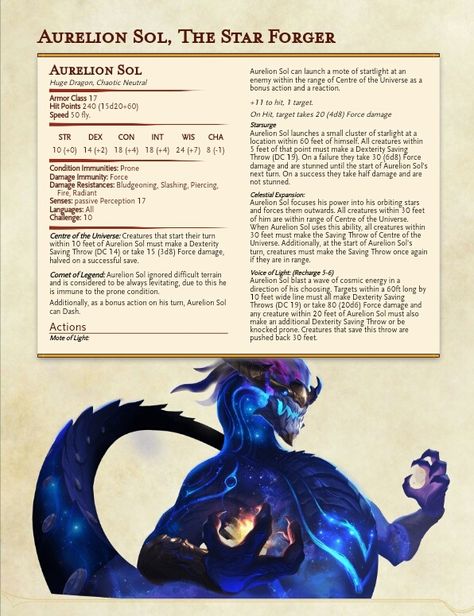 Aurelion Sol, The Star Forger
Aurelion Sol
Huge Dragon, Chaotic Neutral
Armor Class 17
Hit Points 240 (15d20+60)
Speed 50 fly.
STR DEX CON INT WIS CHA
10 (+0) 14 (+2) 18 (+4) 18 (+4) 24 (+7) 8 (-1)
Condition Immunities: Prone
Damage Immunity: Force
Damage Resistances: Bludgeoning, Slashing, Piercing,
Fire, Radiant
Senses: passive Perception 17
Languages: All
Challenge: 10
Centre of the Universe: Creatures that start their turn
within 10 feet of Aurelion Sol must make a Dexterity
Saving Throw (DC 14) or take 15 (3d8) Force damage,
halved on a successful save.
Comet of Legend: Aurelion Sol ignored difficult terrain
and is considered to be always levitating, due to this he
is immune to the prone condition.
Additionally, as a bonus action on his turn, Aurelion Sol
can Dash.
Actions
Mote of Light:
Aurelion Sol can launch a mote of starlight at an
enemy within the range of Centre of the Universe as a
bonus action and a reaction.
+11 to hit, 1 target.
On Hit, target takes 20 (4d8) Force damage
Starsurge
Aurelion Sol launches a small cluster of starlight at a
location within 60 feet of himself. All creatures within
5 feet of that point must make a Dexterity Saving
Throw (DC 19). On a failure they take 30 (6d8) Force
damage and are stunned until the start of Aurelion Sol's
next turn. On a success they take half damage and are
not stunned.
Celestial Expansion:
Aurelion Sol focuses his power into his orbiting stars
and forces them outwards. All creatures within 30 feet
of him are within range of Centre of the Universe.
When Aurelion Sol uses this ability, all creatures within
30 feet must make the Saving Throw of Centre of the
Universe. Additionally, at the start of Aurelion Sol's
turn, creatures must make the Saving Throw once again
if they are in range.
Voice of Light: (Recharge 5-6)
Aurelion Sol blast a wave of cosmic energy in a
direction of his choosing. Targets within a 60ft long by
10 feet wide line must all make Dexterity Saving
Throws (DC 19) or take 80 (20d6) Force damage and
any creature within 20 feet of Aurelion Sol must also
make an additional Dexterity Saving Throw or be
knocked prone. Creatures that save this throw are
pushed back 30 feet.